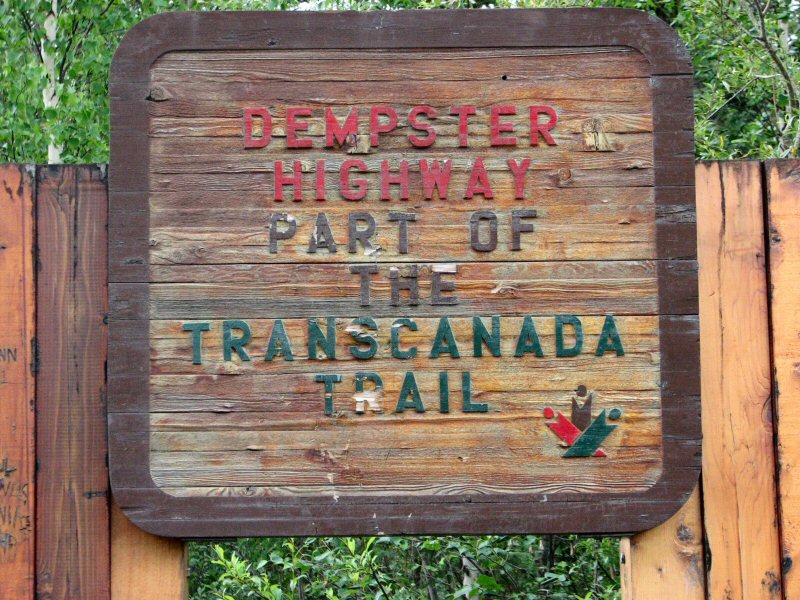 DEMPSTER
HIGHWAY
PART OF
THE
TRANSCANADA
TRAIL